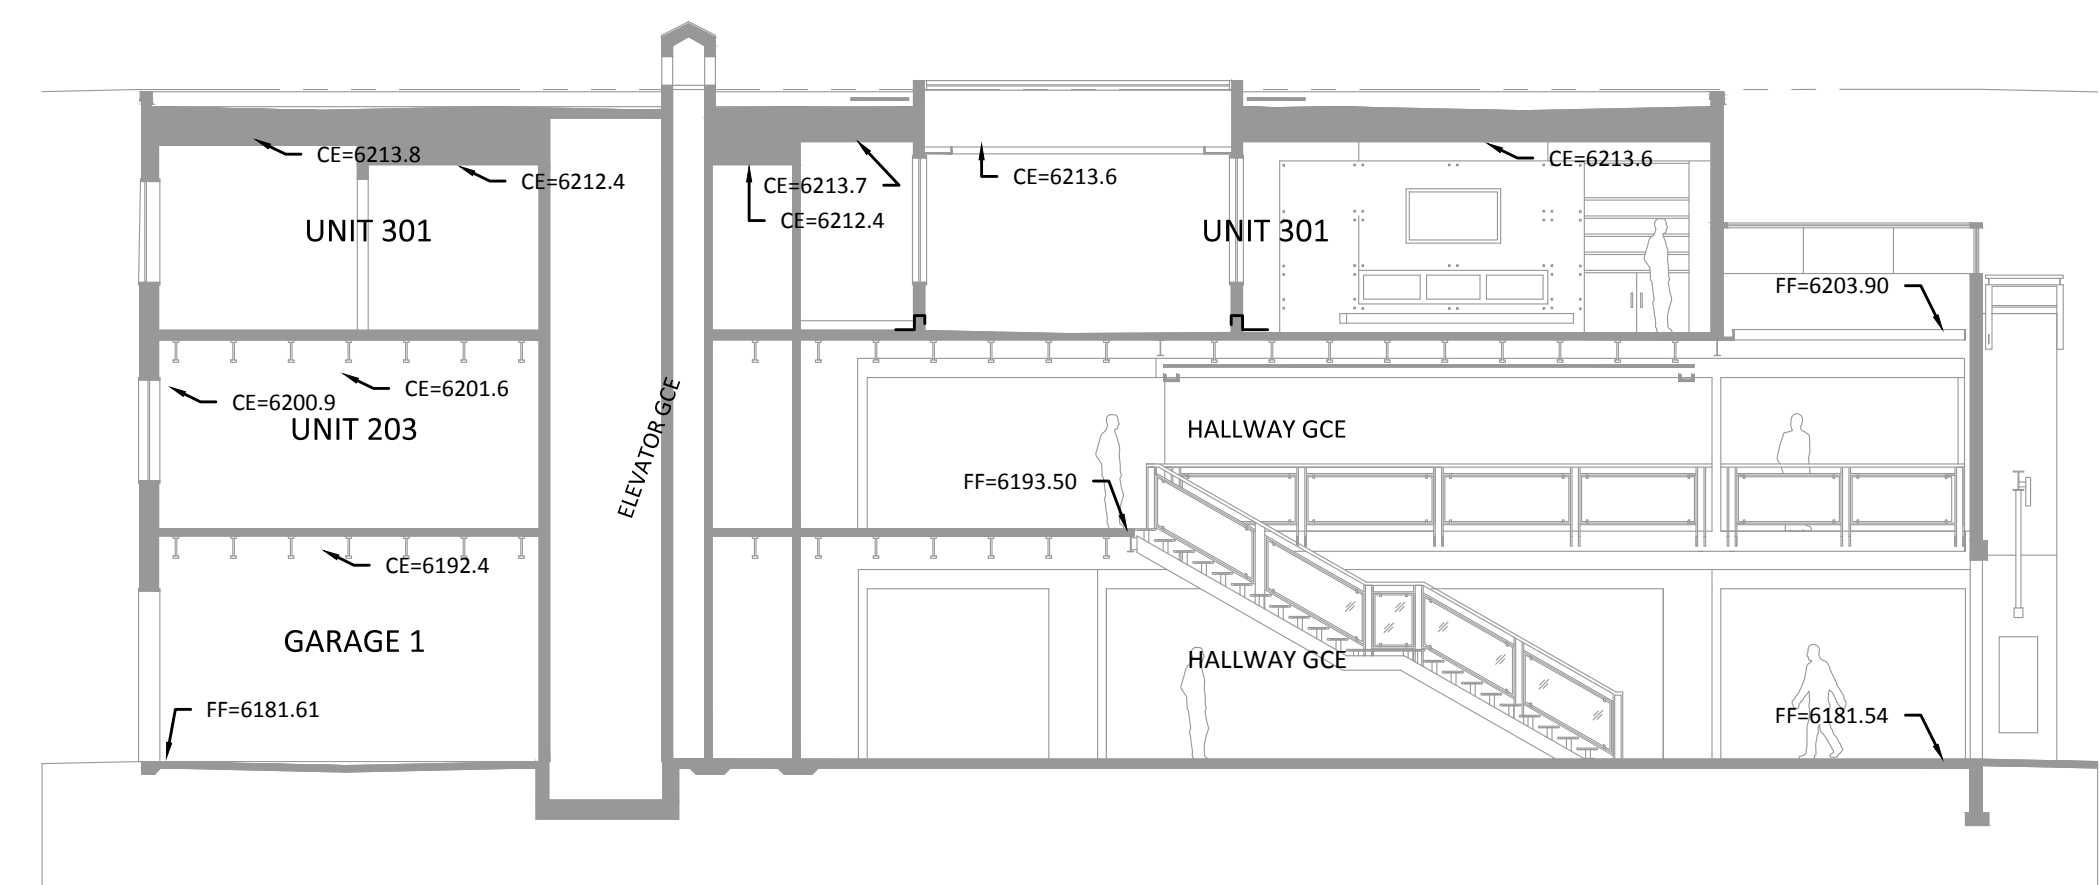 CE=6213.8
CE=6212.4
UNIT 301
CE=6213.7
CE=6212.4
CE=6213.6
CE=6213.6
UNIT 301
FF=6203.90
CE=6200.9
CE=6201.6
UNIT 203
ELEVATOR GCE
HALLWAY GCE
FF=6193.50
CE=6192.4
GARAGE 1
HALLWAY GCE
FF=6181.61
FF=6181.54